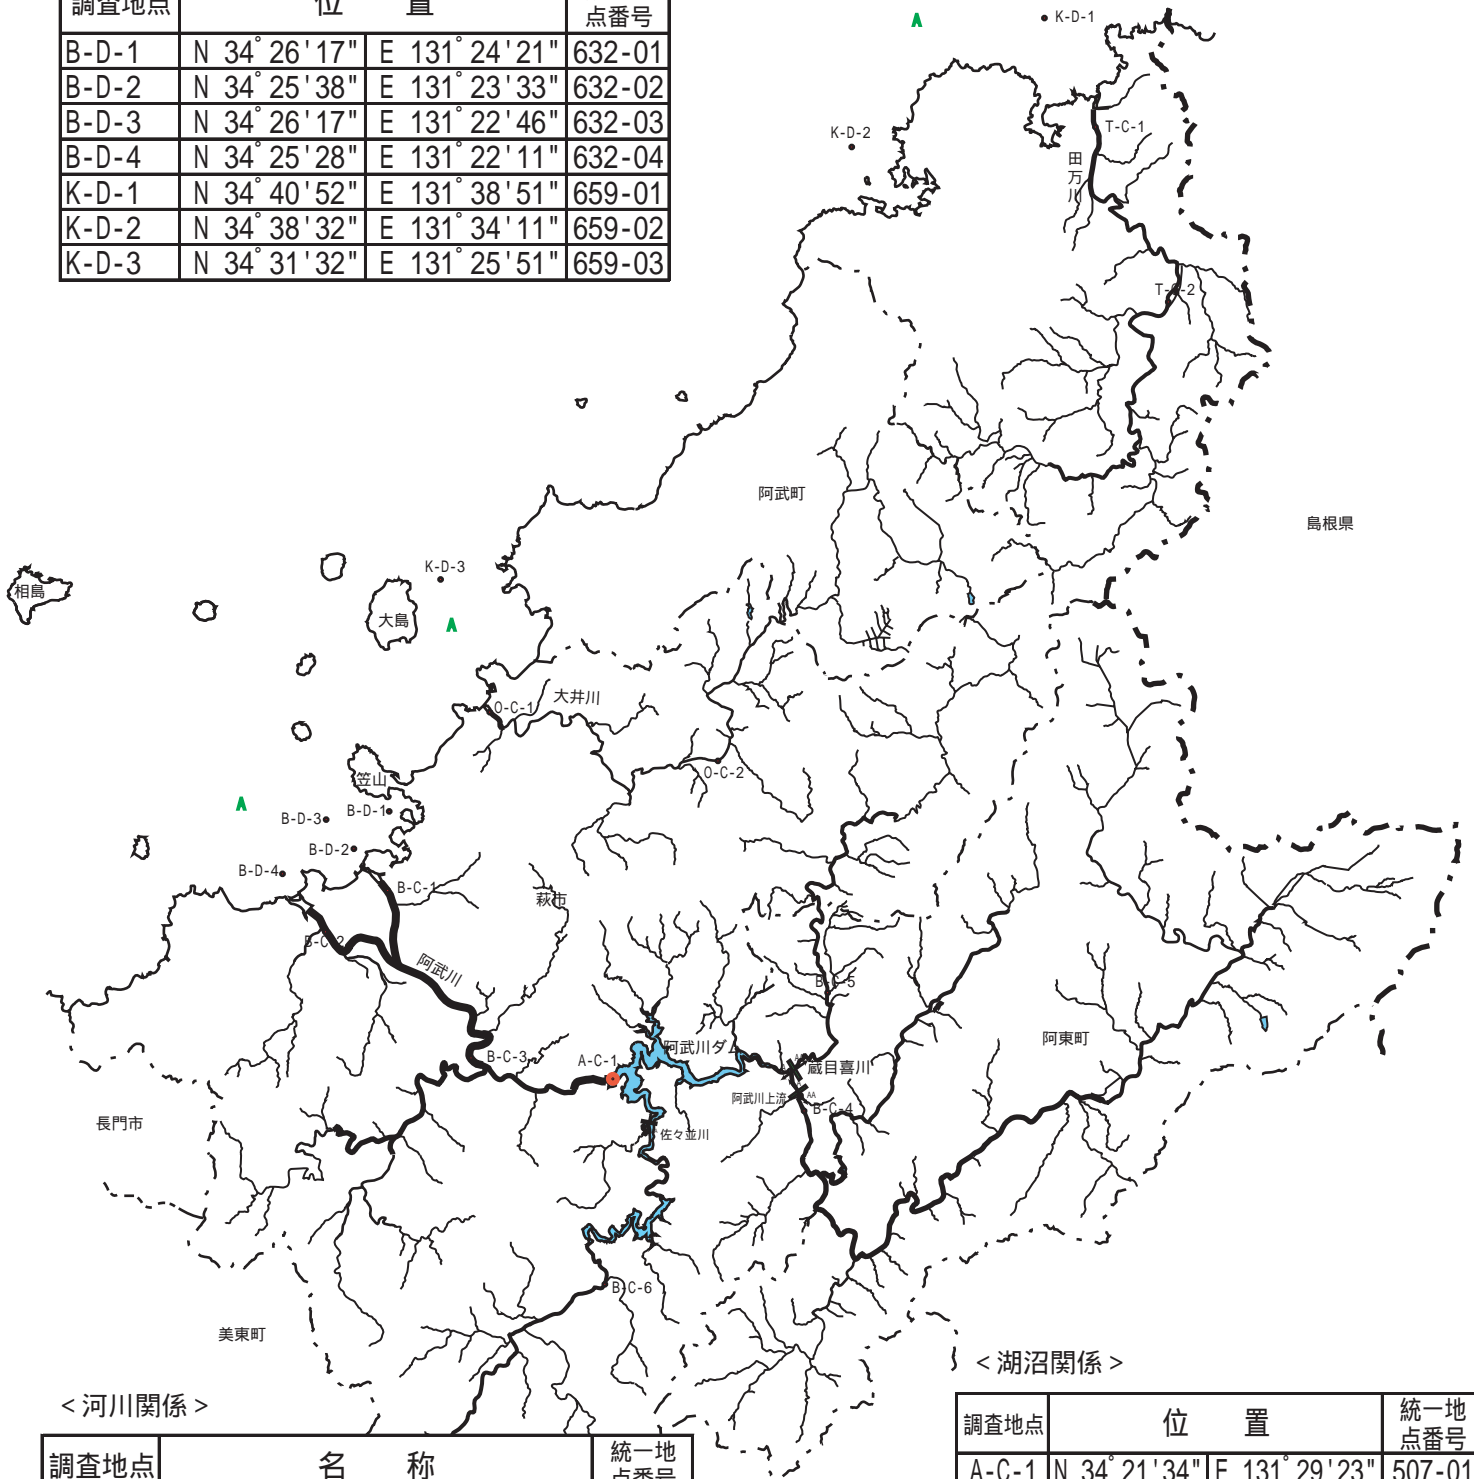 調査地点 位 置 点番号
B-D-1 N 34ﾟ26'17" E 131ﾟ24'21" 632-01
B-D-2 N 34ﾟ25'38" E 131ﾟ23'33" 632-02
B-D-3 N 34ﾟ26'17" E 131ﾟ22'46" 632-03
B-D-4 N 34ﾟ25'28" E 131ﾟ22'11" 632-04
K-D-1 N 34ﾟ40'52" E 131ﾟ38'51" 659-01
K-D-2 N 34ﾟ38'32" E 131ﾟ34'11" 659-02
K-D-3 N 34ﾟ31'32" E 131ﾟ25'51" 659-03
A
K-D-1
K-D-2
T-C-1
田万川
T-C-2
阿武町
島根県
K-D-3
相島
大島
A
大井川
O-C-1
O-C-2
笠山
A
B-D-1
B-D-3
B-D-2
B-D-4
B-C-1
萩市
B-C-2
阿武川
B-C-5
阿東町
阿武川ダム
B-C-3
A-C-1
蔵目喜川
阿武川上流
AA
B-C-4
長門市
佐々並川
B-C-6
美東町
<湖沼関係>
<河川関係>
調査地点 位 置 統一地
点番号
A-C-1 N 34ﾟ21'34" E 131ﾟ29'23" 507-01
調査地点 名 称 統一地
点番号